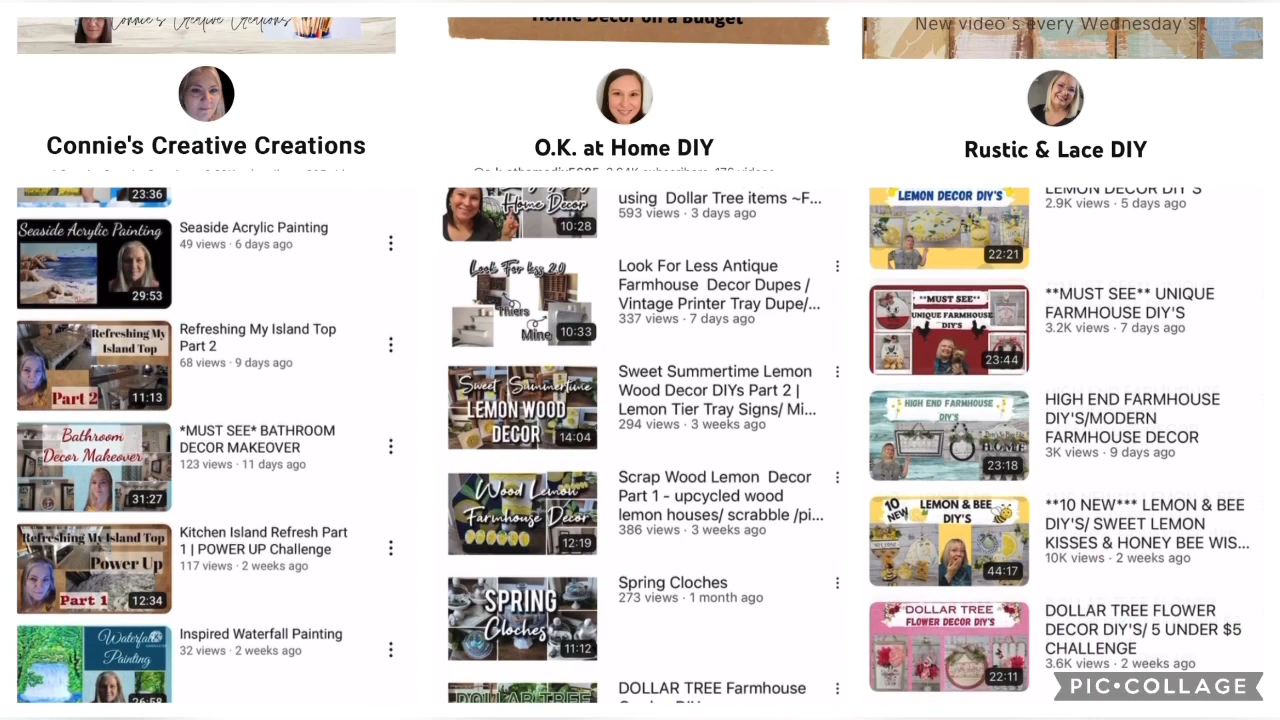 Connie's Creative Creations
Connie's Creative Creations
23:36
Seaside Acrylic Painting
29:53
Seaside Acrylic Painting
49 views · 6 days ago
Refreshing My
Island Top
Part 2
11:13
Refreshing My Island Top
Part 2
68 views · 9 days ago
Bathroom
Decor Makeover
31:27
*MUST SEE* BATHROOM
DECOR MAKEOVER
123 views · 11 days ago
Refreshing My Island Top
Power Up
Part 1
12:34
Kitchen Island Refresh Part
1 | POWER UP Challenge
117 views · 2 weeks ago
Waterfall
Painting
26:58
Inspired Waterfall Painting
32 views · 2 weeks ago
Home Decor on a Budget
O.K. at Home DIY
Home Decor
10:28
using Dollar Tree items ~F...
593 views · 3 days ago
Look For less 2.0
Theirs
Mine
10:33
Look For Less Antique
Farmhouse Decor Dupes /
Vintage Printer Tray Dupe/...
337 views · 7 days ago
Sweet Summertime
LEMON WOOD
DECOR
14:04
Sweet Summertime Lemon
Wood Decor DIYs Part 2 |
Lemon Tier Tray Signs/ Mi...
294 views · 3 weeks ago
Wood Lemon
Farmhouse Decor
12:19
Scrap Wood Lemon Decor
Part 1 - upcycled wood
lemon houses/ scrabble /pi...
386 views · 3 weeks ago
SPRING
Cloches
11:12
Spring Cloches
273 views · 1 month ago
DOLLAR TREE
DOLLAR TREE Farmhouse
New video's every Wednesday's
Rustic & Lace DIY
LEMON DECOR DIY'S
22:21
LEMON DECOR DIY'S
2.9K views · 5 days ago
**MUST SEE**
UNIQUE FARMHOUSE
DIY'S
23:44
**MUST SEE** UNIQUE
FARMHOUSE DIY'S
3.2K views · 7 days ago
HIGH END FARMHOUSE
DIY'S
HOME
23:18
HIGH END FARMHOUSE
DIY'S/MODERN
FARMHOUSE DECOR
3K views · 9 days ago
10
NEW
LEMON & BEE
DIY'S
44:17
**10 NEW*** LEMON & BEE
DIY'S/ SWEET LEMON
KISSES & HONEY BEE WIS...
10K views · 2 weeks ago
DOLLAR TREE
FLOWER DECOR DIY'S
22:11
DOLLAR TREE FLOWER
DECOR DIY'S/ 5 UNDER $5
CHALLENGE
3.6K views · 2 weeks ago
PIC•COLLAGE